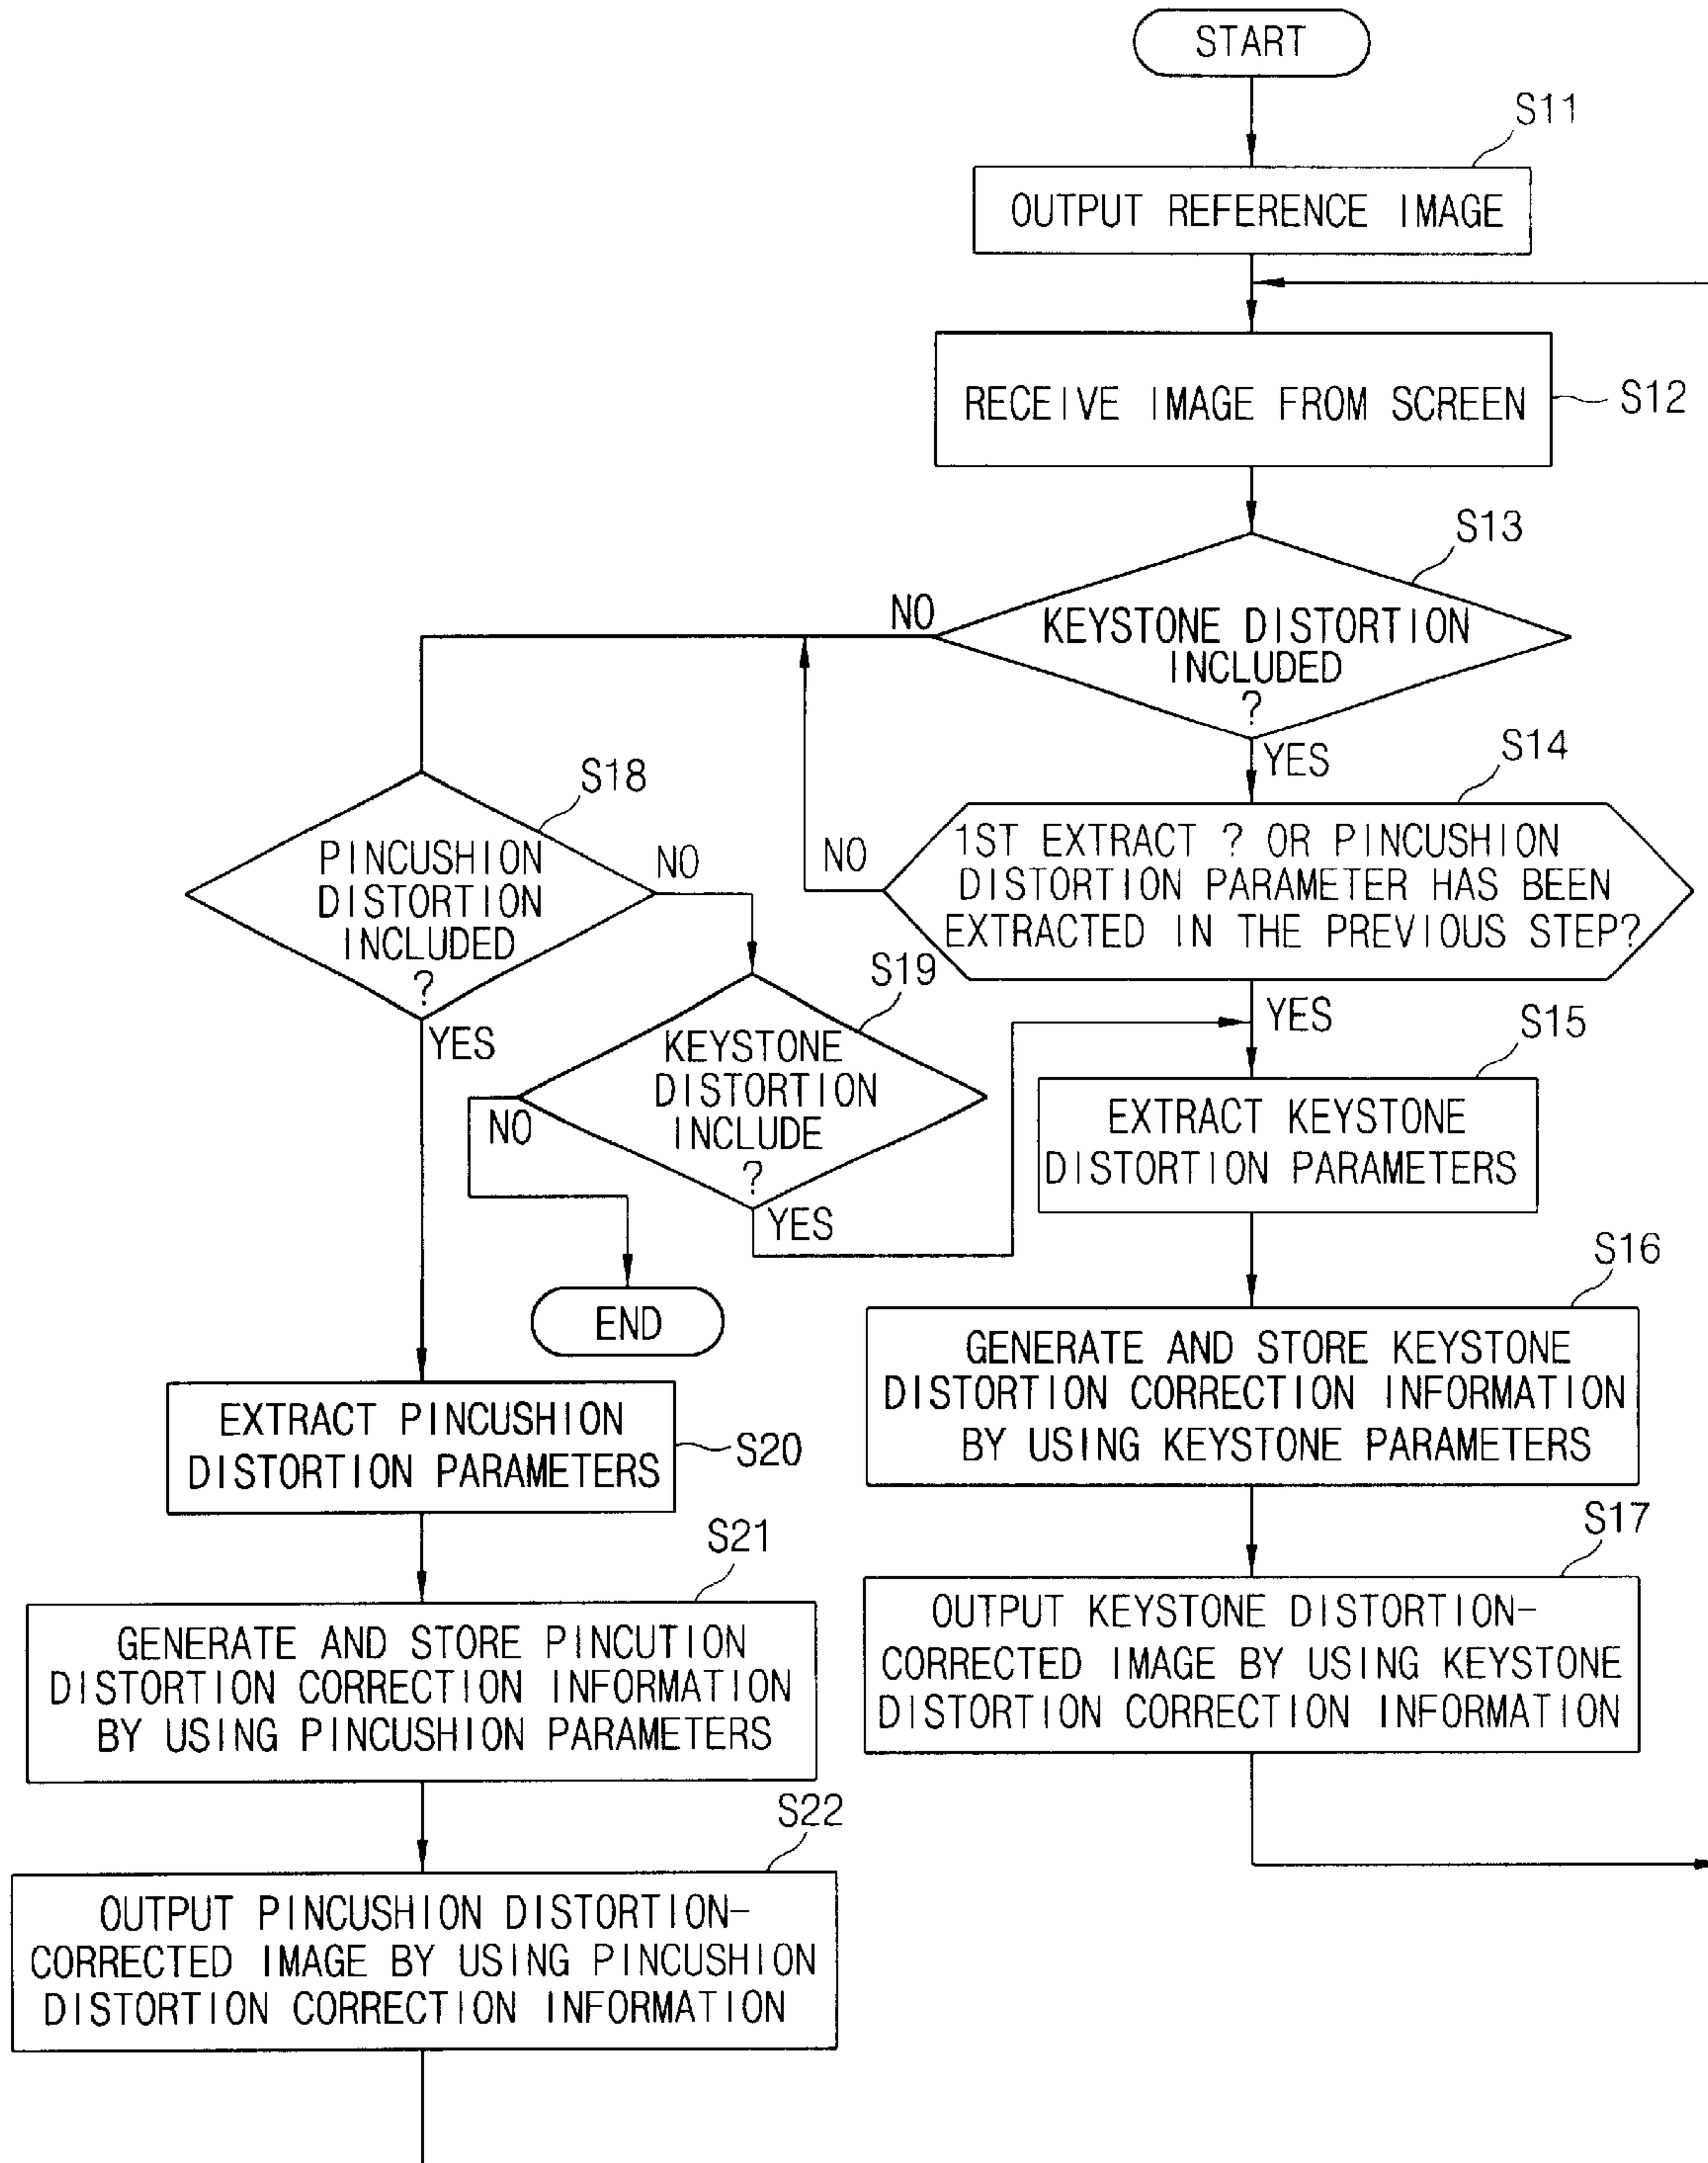 START
S11
OUTPUT REFERENCE IMAGE
RECEIVE IMAGE FROM SCREEN
S12
S13
NO
KEYSTONE DISTORTION
INCLUDED
?
YES
S14
1ST EXTRACT ? OR PINCUSHION
DISTORTION PARAMETER HAS BEEN
EXTRACTED IN THE PREVIOUS STEP?
NO
YES
S18
PINCUSHION
DISTORTION
INCLUDED
?
NO
YES
S19
KEYSTONE
DISTORTION
INCLUDE
?
NO
YES
END
S15
EXTRACT KEYSTONE
DISTORTION PARAMETERS
S16
GENERATE AND STORE KEYSTONE
DISTORTION CORRECTION INFORMATION
BY USING KEYSTONE PARAMETERS
S17
OUTPUT KEYSTONE DISTORTION-
CORRECTED IMAGE BY USING KEYSTONE
DISTORTION CORRECTION INFORMATION
EXTRACT PINCUSHION
DISTORTION PARAMETERS
S20
S21
GENERATE AND STORE PINCUTION
DISTORTION CORRECTION INFORMATION
BY USING PINCUSHION PARAMETERS
S22
OUTPUT PINCUSHION DISTORTION-
CORRECTED IMAGE BY USING PINCUSHION
DISTORTION CORRECTION INFORMATION